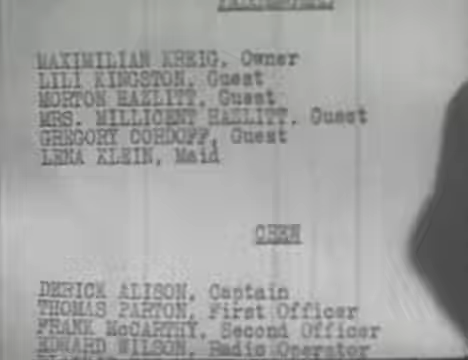 MAXIMILIAN KREIG, Owner
LILI KINGSTON, Guest
MORTON HAZLITT, Guest
MRS. MILLICENT HAZLITT, Guest
GREGORY CORDOFF, Guest
LENA KLEIN, Maid
CREW
DERICK ALISON, Captain
THOMAS PARTON, First Officer
FRANK McCARTHY, Second Officer
EDWARD WILSON, Radio Operator